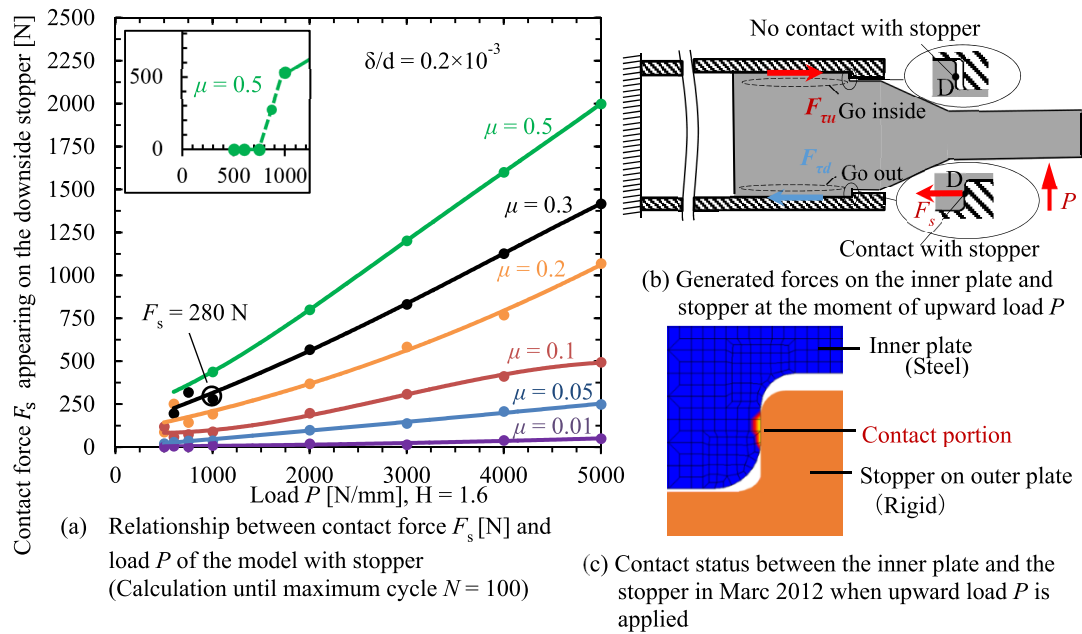 Contact force Fs appearing on the downside stopper [N]
2500
2250
2000
1750
1500
1250
1000
750
500
250
0
0
1000
2000
3000
4000
5000
Load P [N/mm], H = 1.6
500
0
0
500
1000
μ = 0.5
δ/d = 0.2×10⁻³
μ = 0.5
μ = 0.3
μ = 0.2
μ = 0.1
μ = 0.05
μ = 0.01
Fs = 280 N
(a) Relationship between contact force Fs [N] and
load P of the model with stopper
(Calculation until maximum cycle N = 100)
No contact with stopper
D
Fτu
Go inside
Fτd
Go out
D
Fs
P
Contact with stopper
(b) Generated forces on the inner plate and
stopper at the moment of upward load P
Inner plate
(Steel)
Contact portion
Stopper on outer plate
（Rigid）
(c) Contact status between the inner plate and the
stopper in Marc 2012 when upward load P is
applied